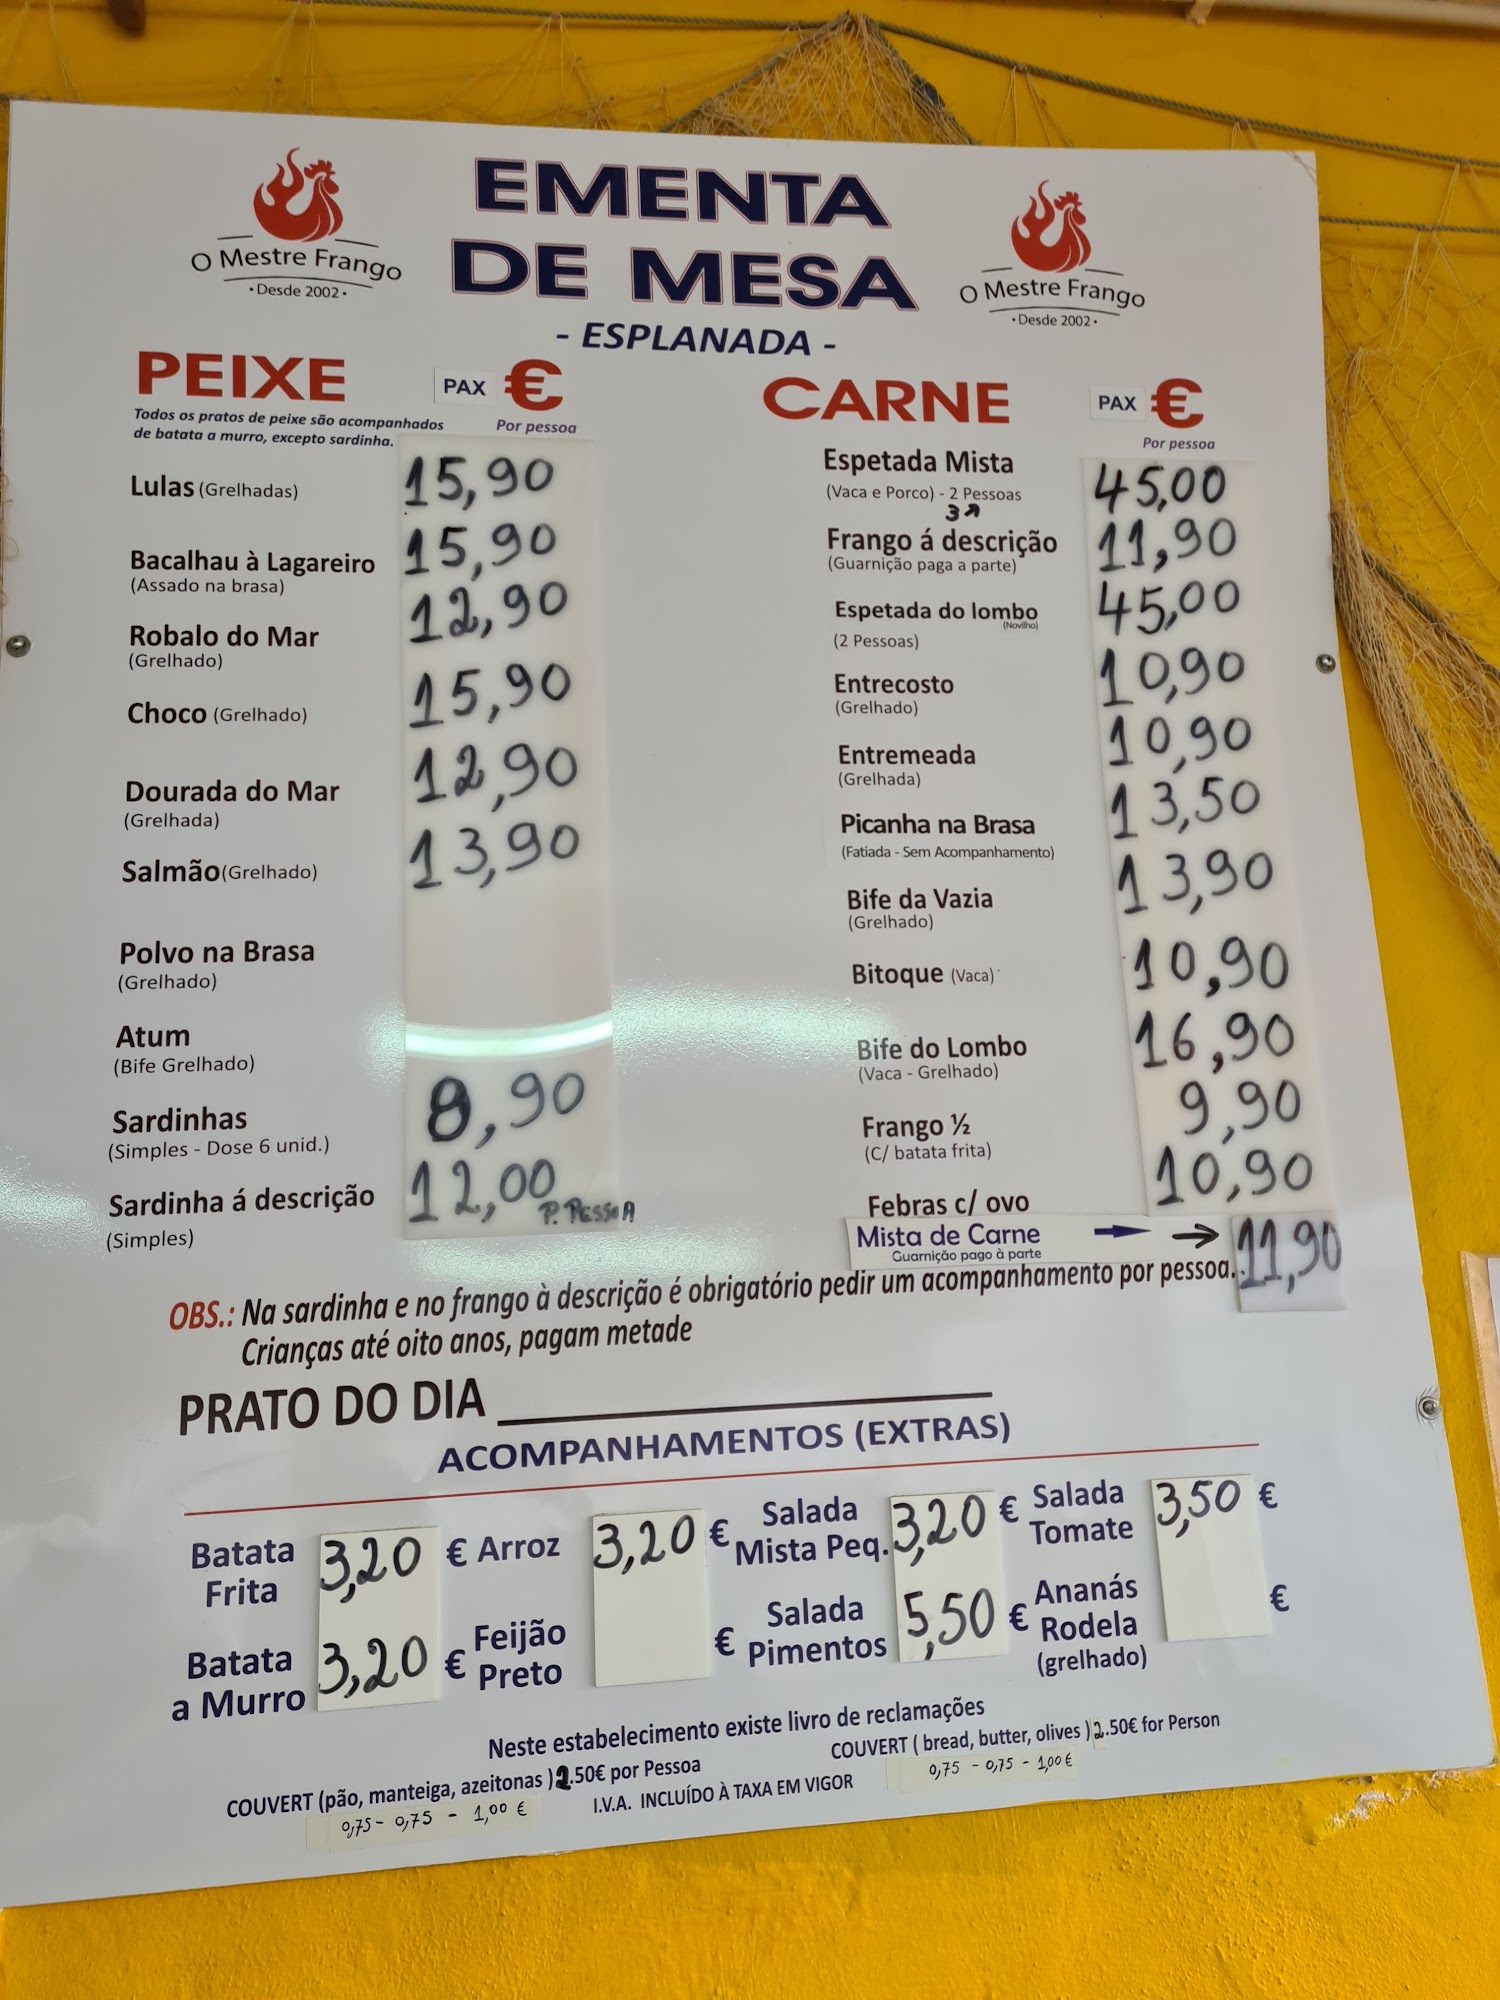 O Mestre Frango
• Desde 2002 •
EMENTA
DE MESA
- ESPLANADA -
O Mestre Frango
• Desde 2002 •
PEIXE PAX €
Todos os pratos de peixe são acompanhados
de batata a murro, excepto sardinha.
Por pessoa
Lulas (Grelhadas) 15,90
Bacalhau à Lagareiro 15,90
(Assado na brasa)
Robalo do Mar 12,90
(Grelhado)
Choco (Grelhado) 15,90
Dourada do Mar 12,90
(Grelhada)
Salmão (Grelhado) 13,90
Polvo na Brasa
(Grelhado)
Atum
(Bife Grelhado)
Sardinhas 8,90
(Simples - Dose 6 unid.)
Sardinha á descrição 12,00 P. PESSOA
(Simples)
CARNE PAX €
Por pessoa
Espetada Mista 45,00
(Vaca e Porco) - 2 Pessoas
3
Frango á descrição 11,90
(Guarnição paga a parte)
Espetada do lombo 45,00
(Novilho)
(2 Pessoas)
Entrecosto 10,90
(Grelhado)
Entremeada 10,90
(Grelhada)
Picanha na Brasa 13,50
(Fatiada - Sem Acompanhamento)
Bife da Vazia 13,90
(Grelhado)
Bitoque (Vaca) 10,90
Bife do Lombo 16,90
(Vaca - Grelhado)
Frango ½ 9,90
(C/ batata frita)
Febras c/ ovo 10,90
Mista de Carne → → 11,90
Guarnição pago à parte
OBS.: Na sardinha e no frango à descrição é obrigatório pedir um acompanhamento por pessoa.
Crianças até oito anos, pagam metade
PRATO DO DIA
ACOMPANHAMENTOS (EXTRAS)
Batata
Frita 3,20 €
Arroz 3,20 €
Salada
Mista Peq. 3,20 €
Salada
Tomate 3,50 €
Batata
a Murro 3,20 €
Feijão
Preto €
Salada
Pimentos 5,50 €
Ananás
Rodela
(grelhado) €
Neste estabelecimento existe livro de reclamações
COUVERT (pão, manteiga, azeitonas ) 2.50€ por Pessoa
0,75 - 0,75 - 1,00 €
I.V.A. INCLUÍDO À TAXA EM VIGOR
COUVERT ( bread, butter, olives ) 2.50€ for Person
0,75 - 0,75 - 1,00 €